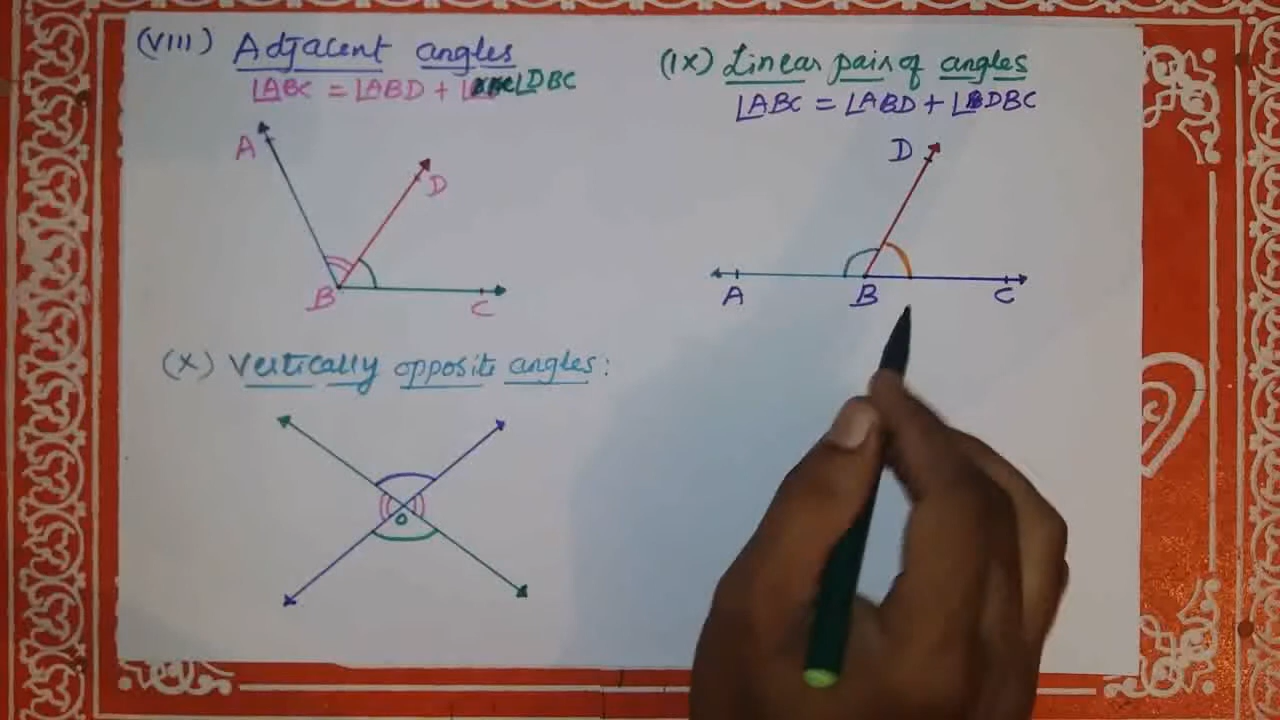 (VIII) Adjacent angles
∠ABC = ∠ABD + ∠DBC
A
D
B
C
(IX) Linear pair of angles
∠ABC = ∠ABD + ∠DBC
D
A
B
C
(X) Vertically opposite angles:
O